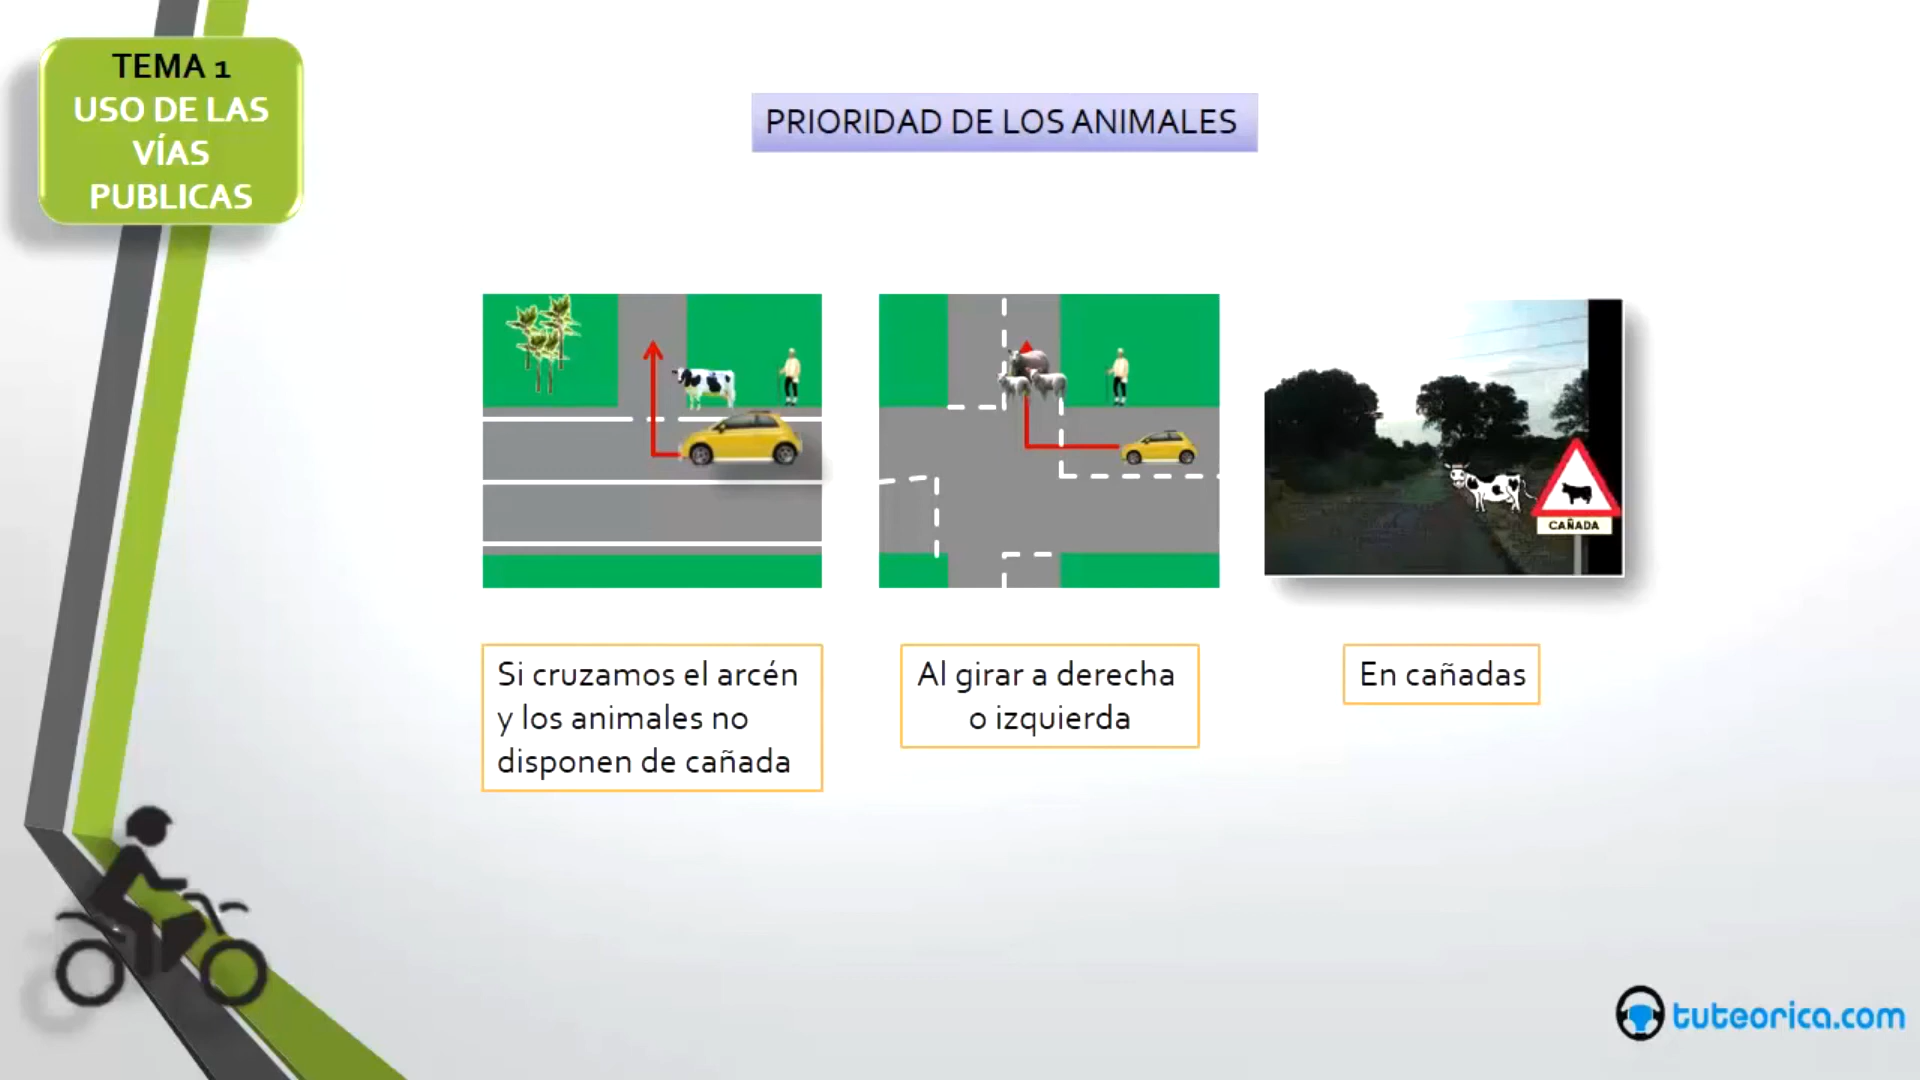 TEMA 1
USO DE LAS
VÍAS
PUBLICAS
PRIORIDAD DE LOS ANIMALES
CAÑADA
Si cruzamos el arcén
y los animales no
disponen de cañada
Al girar a derecha
o izquierda
En cañadas
tuteorica.com